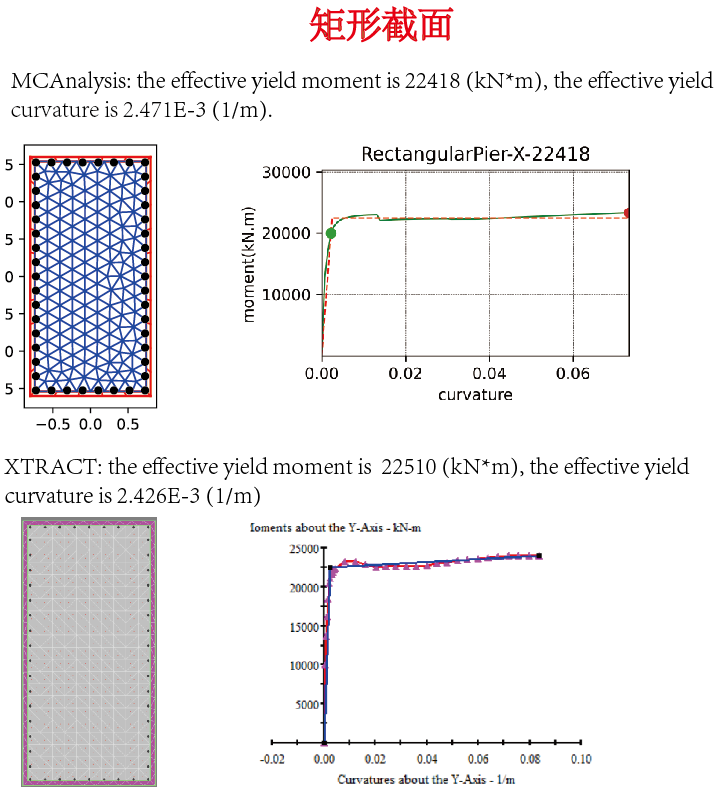 矩形截面
MCAnalysis: the effective yield moment is 22418 (kN*m), the effective yield
curvature is 2.471E-3 (1/m).
RectangularPier-X-22418
5
0
5
0
5
0
5
−0.5 0.0 0.5
30000
20000
10000
moment(kN.m)
0.00 0.02 0.04 0.06
curvature
XTRACT: the effective yield moment is 22510 (kN*m), the effective yield
curvature is 2.426E-3 (1/m)
Ioments about the Y-Axis - kN-m
25000
20000
15000
10000
5000
-0.02 0.00 0.02 0.04 0.06 0.08 0.10
Curvatures about the Y-Axis - 1/m